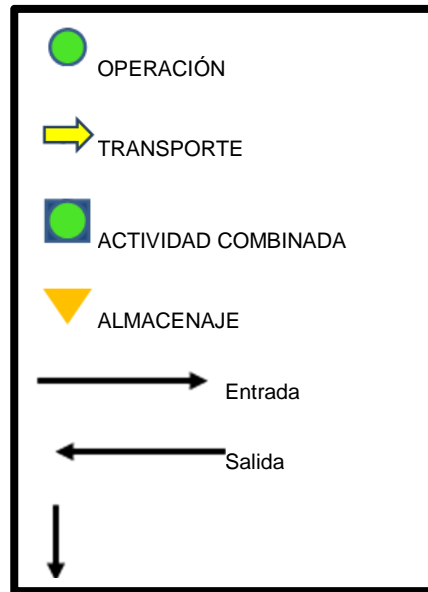 OPERACIÓN
TRANSPORTE
ACTIVIDAD COMBINADA
ALMACENAJE
Entrada
Salida